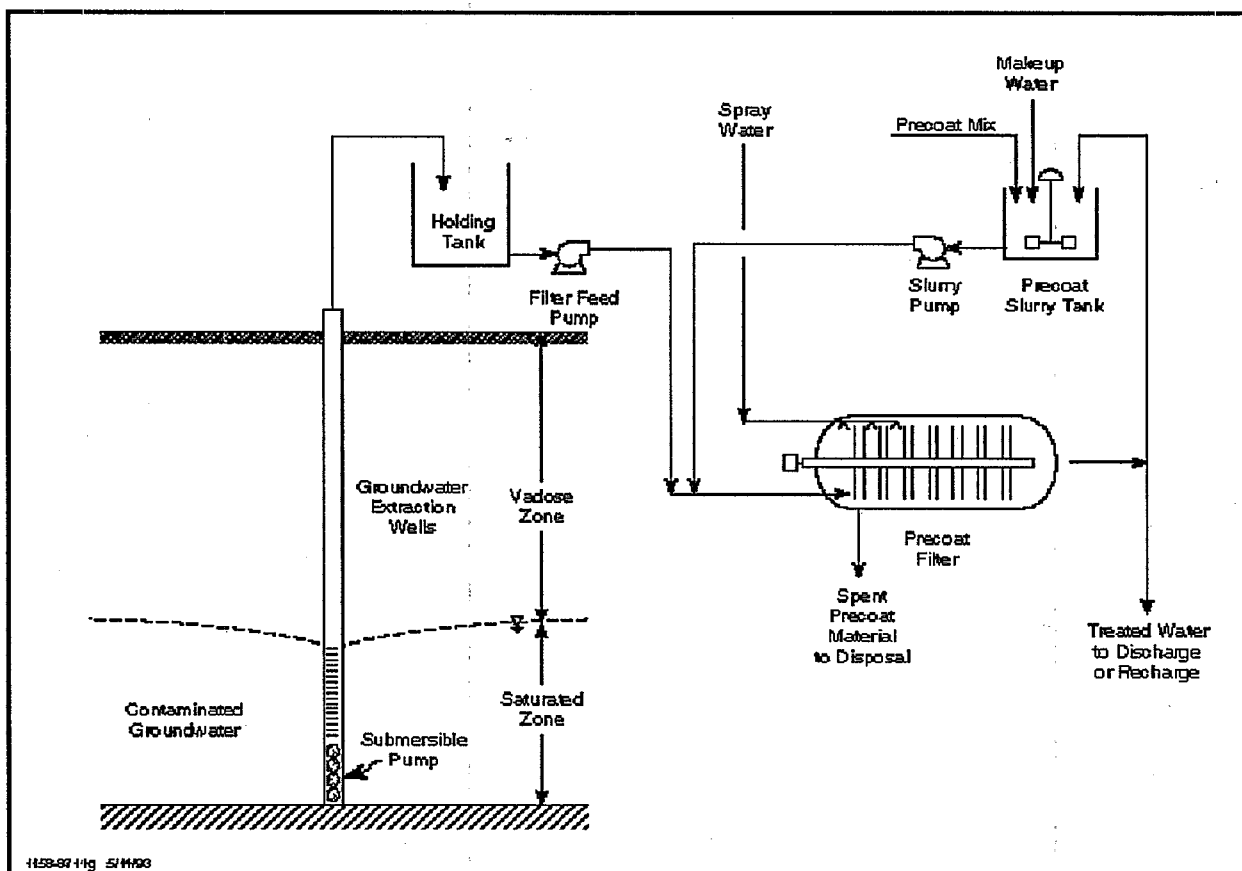 Makeup
Water
Spray
Water
Precoat Mix
Holding
Tank
Filter Feed
Pump
Slurry
Pump
Precoat
Slurry Tank
Groundwater
Extraction
Wells
Vadose
Zone
Precoat
Filter
Spent
Precoat
Material
to Disposal
Treated Water
to Discharge
or Recharge
Contaminated
Groundwater
Saturated
Zone
Submersible
Pump